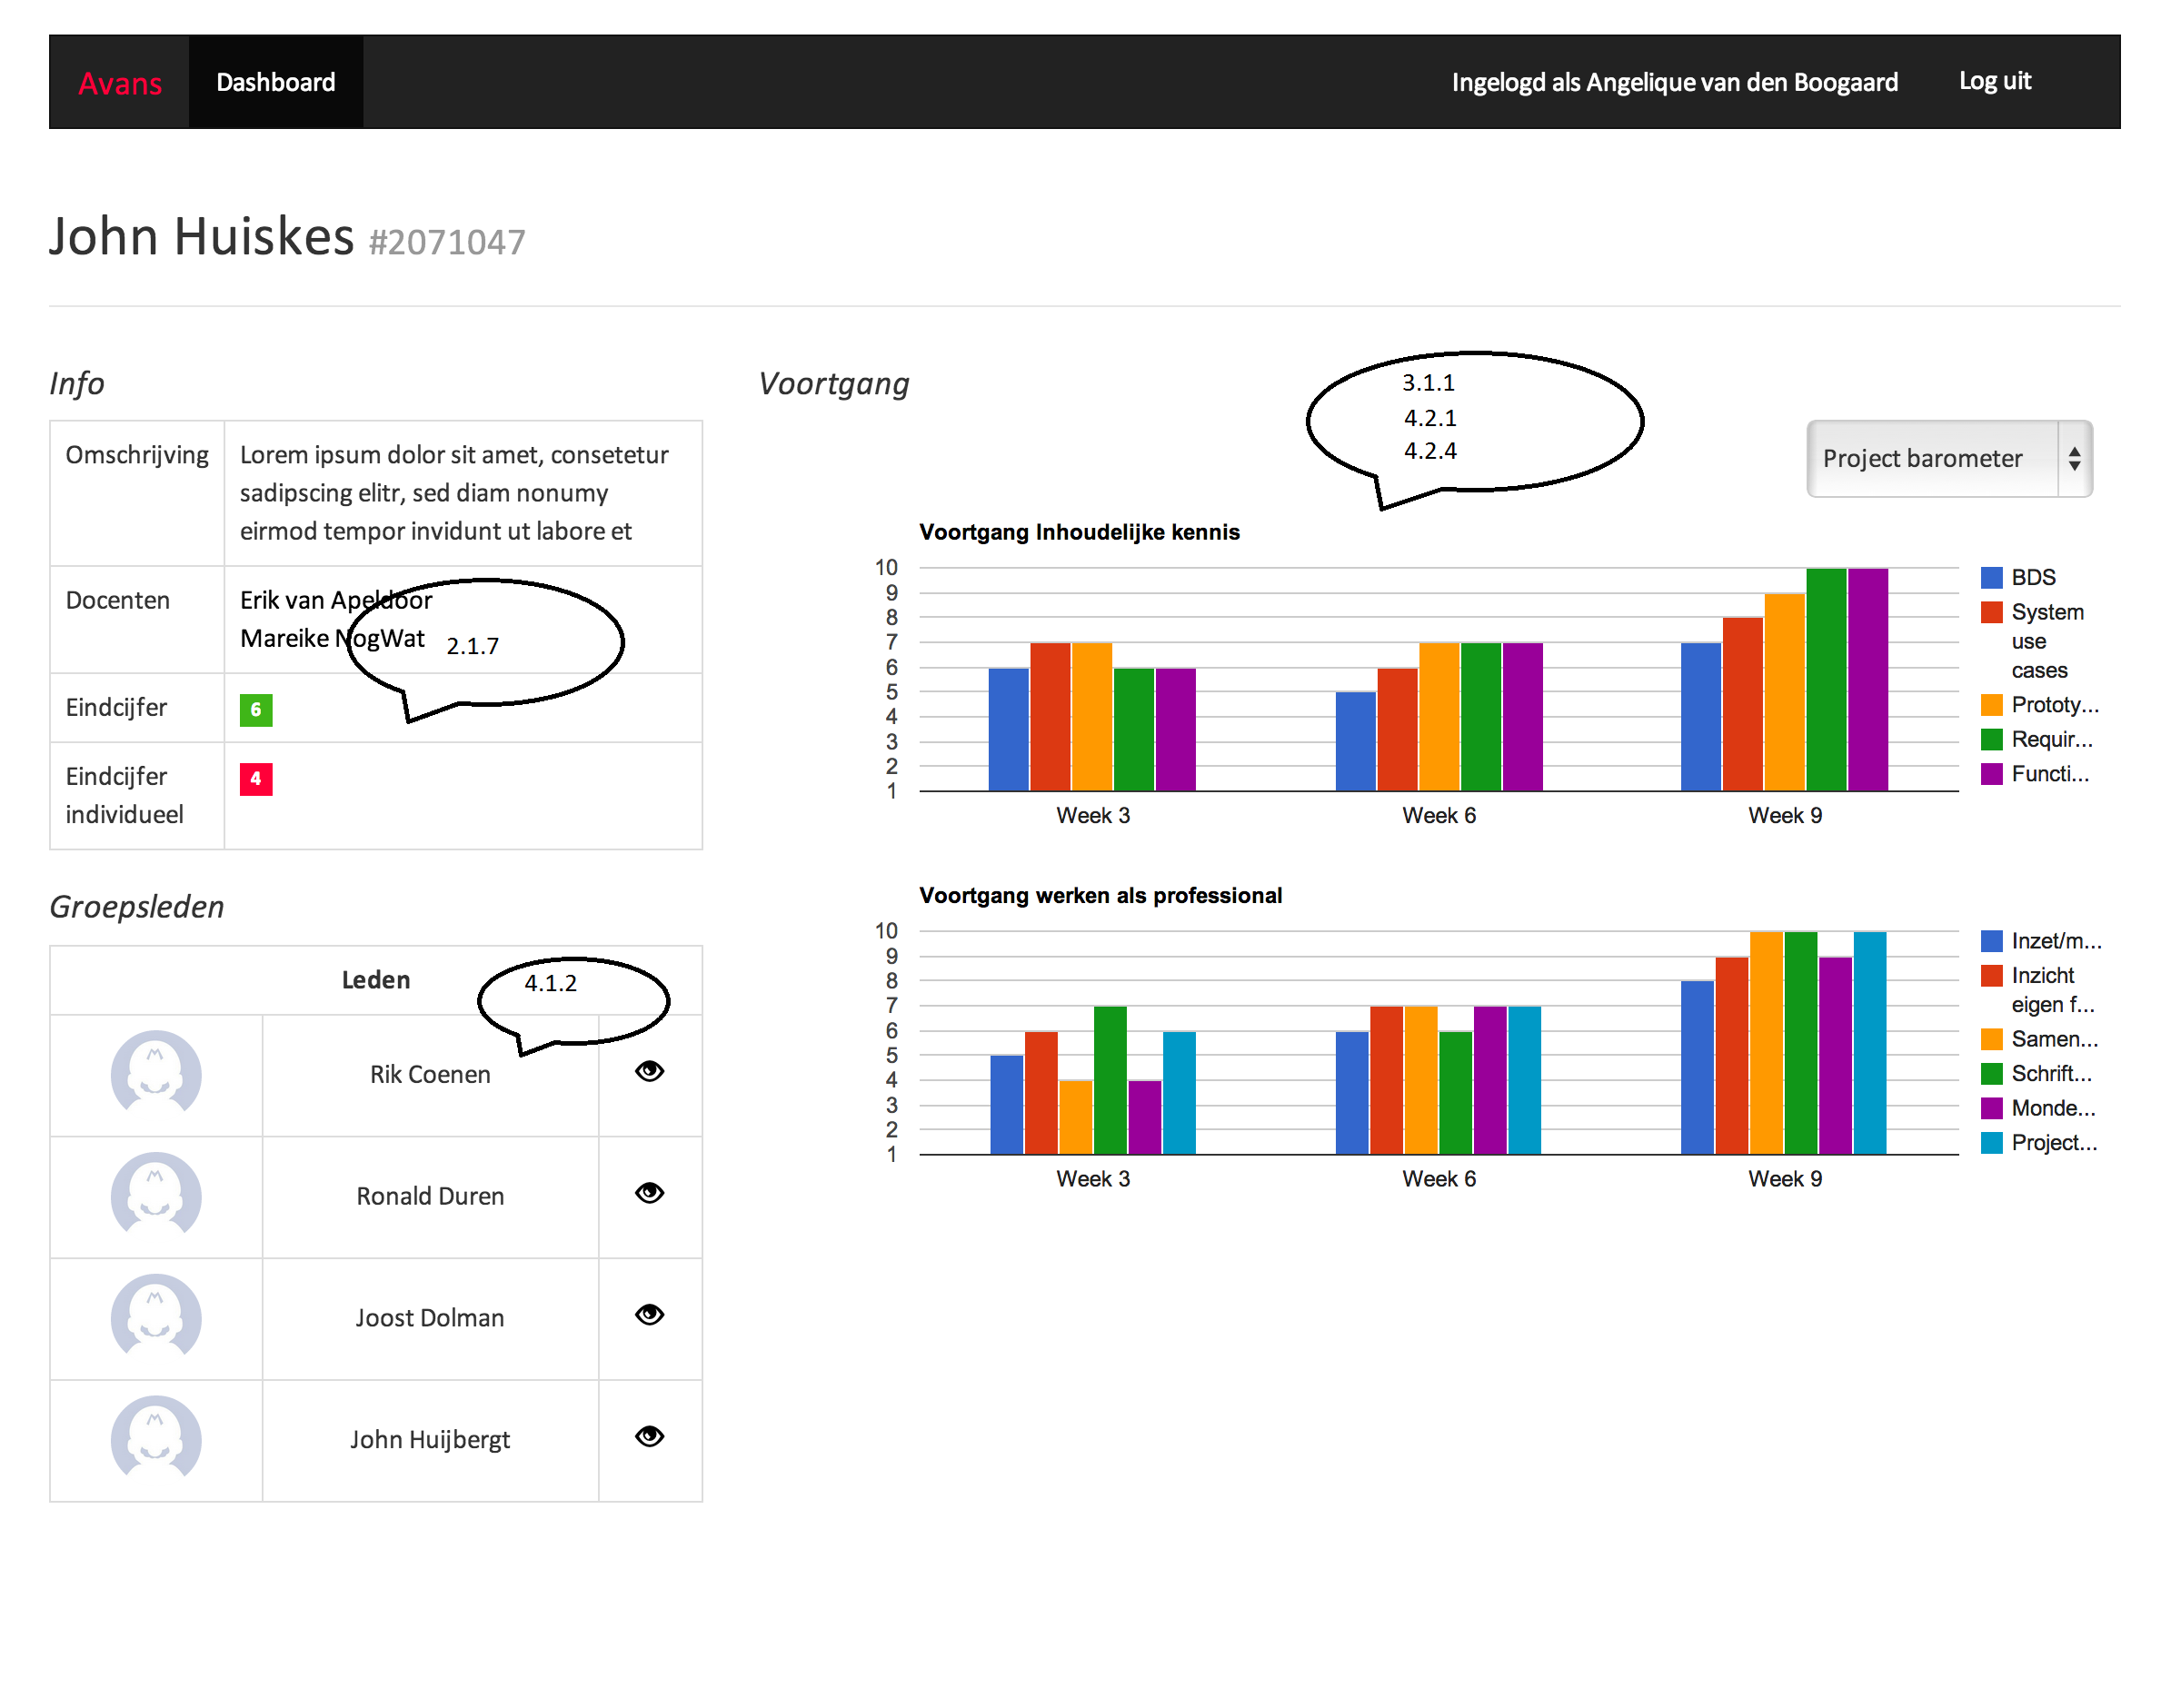 Avans
Dashboard
Ingelogd als Angelique van den Boogaard
Log uit
John Huiskes #2071047
Info
Omschrijving
Lorem ipsum dolor sit amet, consetetur
sadipscing elitr, sed diam nonumy
eirmod tempor invidunt ut labore et
Docenten
Erik van Apeldoor
Mareike NogWat
2.1.7
Eindcijfer
6
Eindcijfer
individueel
4
Groepsleden
Leden
4.1.2
Rik Coenen
Ronald Duren
Joost Dolman
John Huijbergt
Voortgang
3.1.1
4.2.1
4.2.4
Project barometer
Voortgang Inhoudelijke kennis
10
9
8
7
6
5
4
3
2
1
Week 3
Week 6
Week 9
BDS
System
use
cases
Prototy...
Requir...
Functi...
Voortgang werken als professional
10
9
8
7
6
5
4
3
2
1
Week 3
Week 6
Week 9
Inzet/m...
Inzicht
eigen f...
Samen...
Schrift...
Monde...
Project...